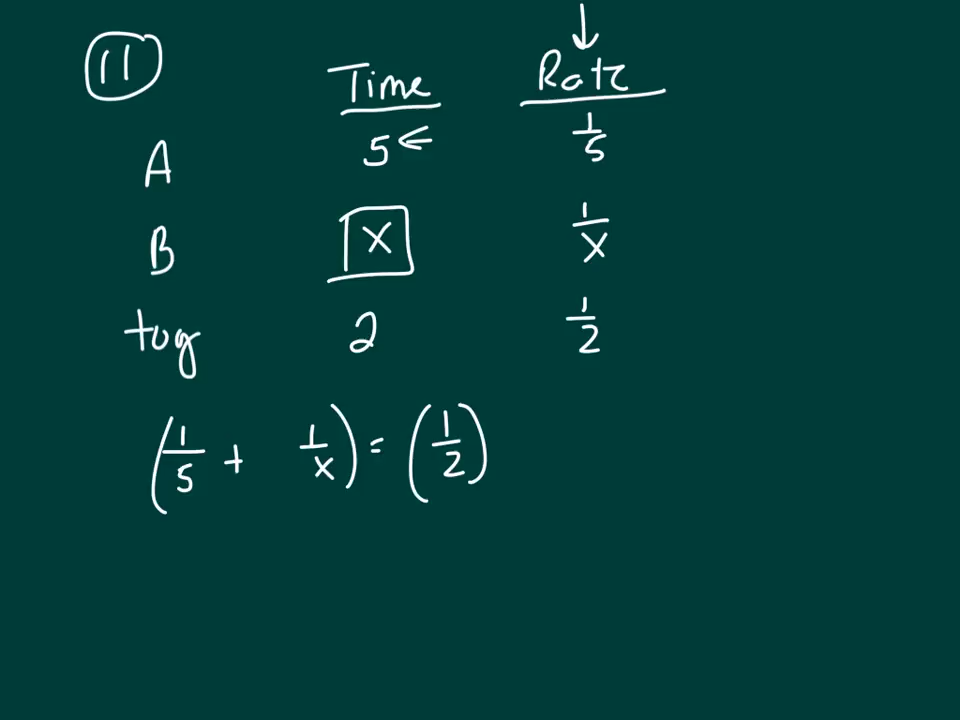 11
Time Rate
A 5 1/5
B x 1/x
tog 2 1/2
(1/5 + 1/x) = (1/2)